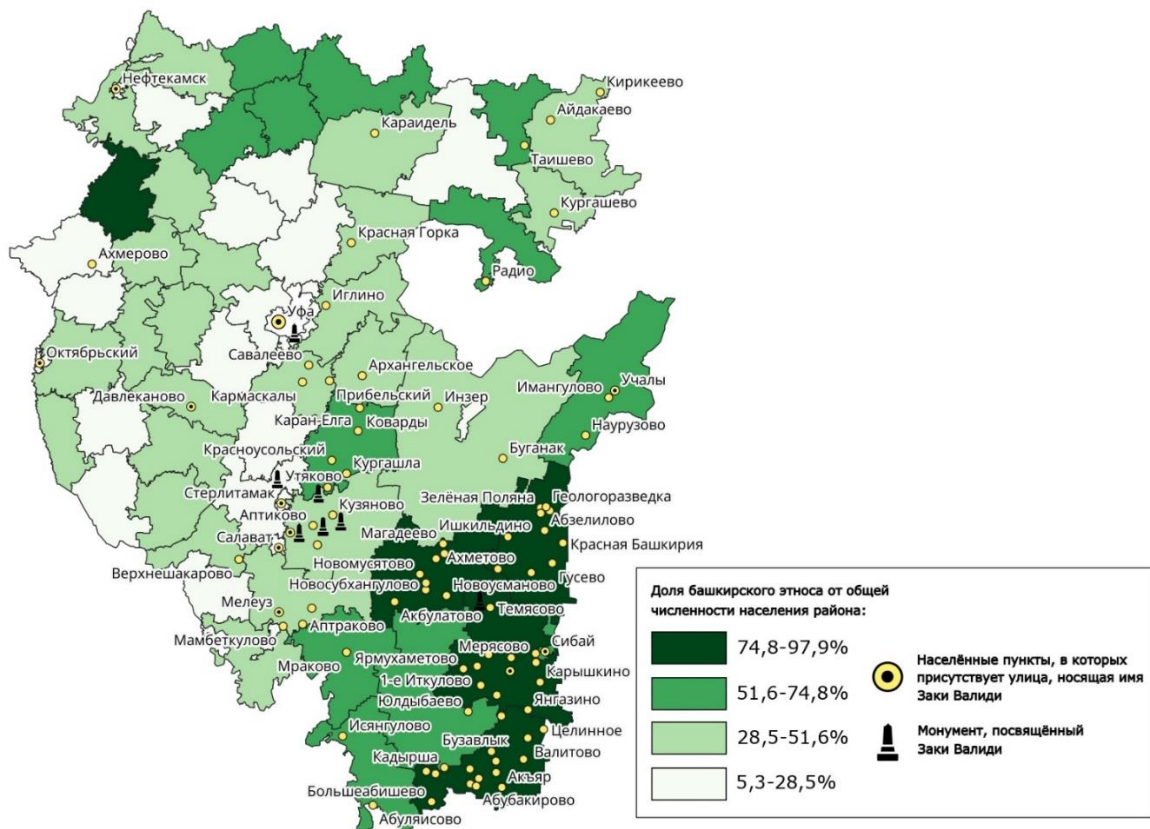 Нефтекамск
Кирикеево
Айдакаево
Караидель
Таишево
Кургашево
Красная Горка
Ахмерово
Радио
Иглино
Уфа
Октябрьский
Савалеево
Архангельское
Имангулово
Учалы
Давлеканово
Кармаскалы
Прибельский
Инзер
Каран-Елга
Коварды
Наурузово
Красноусольский
Буганак
Утяково
Кургашла
Стерлитамак
Зелёная Поляна
Геологоразведка
Аптиково
Кузяново
Абзелилово
Магадеево
Ишкильдино
Салават
Красная Башкирия
Ахметово
Верхнешакарово
Новомусятово
Гусево
Новосубхангулово
Новоусманово
Мелеуз
Акбулатово
Темясово
Аптраково
Мамбеткулово
Мерясово
Сибай
Мраково
Ярмухаметово
Карышкино
1-е Иткулово
Юлдыбаево
Янгазино
Исянгулово
Целинное
Бузавлык
Валитово
Кадырша
Акъяр
Большеабишево
Абубакирово
Абуляисово
Доля башкирского этноса от общей
численности населения района:
74,8-97,9%
51,6-74,8%
28,5-51,6%
5,3-28,5%
Населённые пункты, в которых
присутствует улица, носящая имя
Заки Валиди
Монумент, посвящённый
Заки Валиди